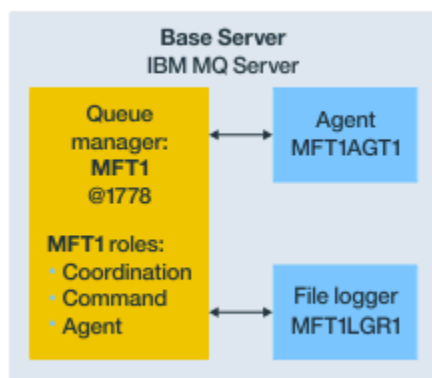 Base Server
IBM MQ Server
Queue
manager:
MFT1
@1778
MFT1 roles:
• Coordination
• Command
• Agent
Agent
MFT1AGT1
File logger
MFT1LGR1